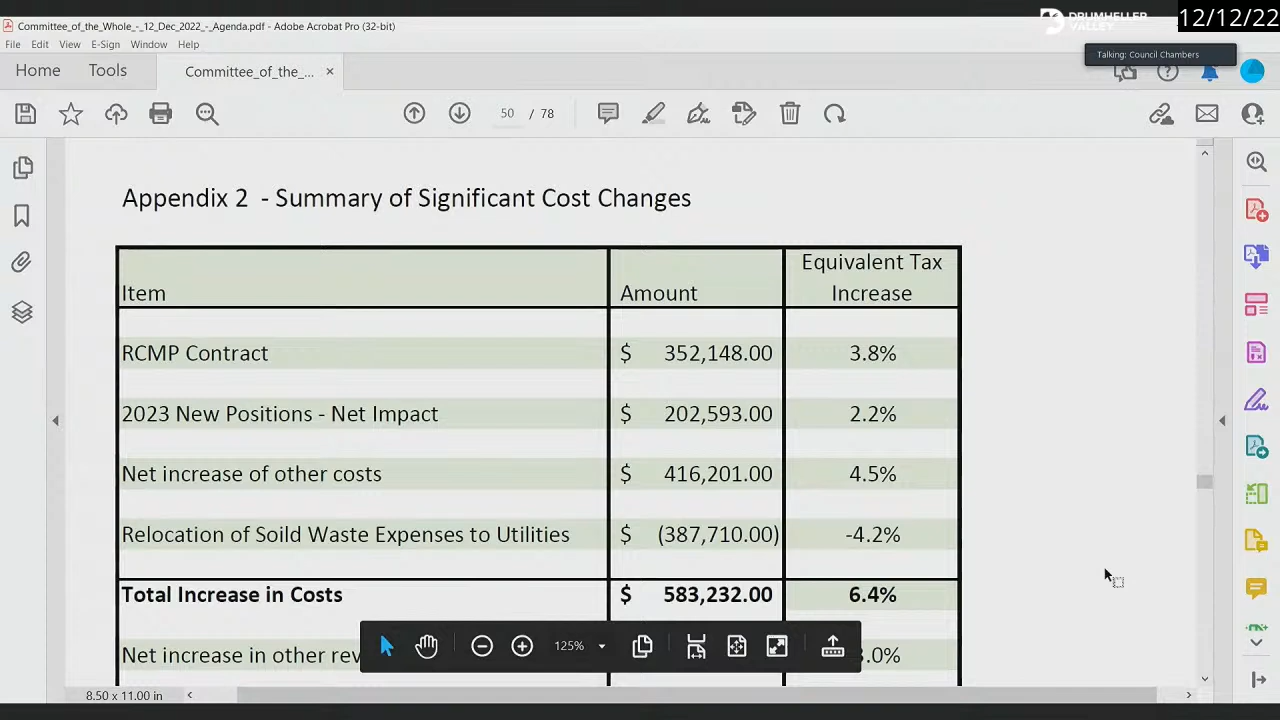 Committee_of_the_Whole_-_12_Dec_2022_-_Agenda.pdf - Adobe Acrobat Pro (32-bit)
DRUMHELLER
VALLEY
12/12/22
File Edit View E-Sign Window Help
Talking: Council Chambers
Home Tools Committee_of_the_... ×
50 / 78
Appendix 2 - Summary of Significant Cost Changes
Item Amount Equivalent Tax
Increase
RCMP Contract $ 352,148.00 3.8%
2023 New Positions - Net Impact $ 202,593.00 2.2%
Net increase of other costs $ 416,201.00 4.5%
Relocation of Soild Waste Expenses to Utilities $ (387,710.00) -4.2%
Total Increase in Costs $ 583,232.00 6.4%
125%
Net increase in other .0%
8.50 x 11.00 in